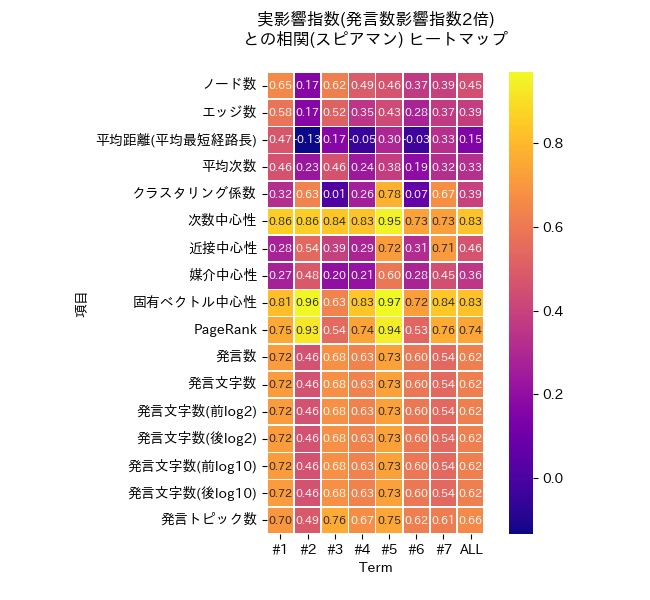 実影響指数(発言数影響指数2倍)
との相関(スピアマン) ヒートマップ
ノード数 0.65 0.17 0.62 0.49 0.46 0.37 0.39 0.45
エッジ数 0.58 0.17 0.52 0.35 0.43 0.28 0.37 0.39
平均距離(平均最短経路長) 0.47 -0.13 0.17 -0.05 0.30 -0.03 0.33 0.15
平均次数 0.46 0.23 0.46 0.24 0.38 0.19 0.32 0.33
クラスタリング係数 0.32 0.63 0.01 0.26 0.78 0.07 0.67 0.39
次数中心性 0.86 0.86 0.84 0.83 0.95 0.73 0.73 0.83
近接中心性 0.28 0.54 0.39 0.29 0.72 0.31 0.71 0.46
媒介中心性 0.27 0.48 0.20 0.21 0.60 0.28 0.45 0.36
固有ベクトル中心性 0.81 0.96 0.63 0.83 0.97 0.72 0.84 0.83
PageRank 0.75 0.93 0.54 0.74 0.94 0.53 0.76 0.74
発言数 0.72 0.46 0.68 0.63 0.73 0.60 0.54 0.62
発言文字数 0.72 0.46 0.68 0.63 0.73 0.60 0.54 0.62
発言文字数(前log2) 0.72 0.46 0.68 0.63 0.73 0.60 0.54 0.62
発言文字数(後log2) 0.72 0.46 0.68 0.63 0.73 0.60 0.54 0.62
発言文字数(前log10) 0.72 0.46 0.68 0.63 0.73 0.60 0.54 0.62
発言文字数(後log10) 0.72 0.46 0.68 0.63 0.73 0.60 0.54 0.62
発言トピック数 0.70 0.49 0.76 0.67 0.75 0.62 0.61 0.66
#1 #2 #3 #4 #5 #6 #7 ALL
Term
項目
0.8
0.6
0.4
0.2
0.0